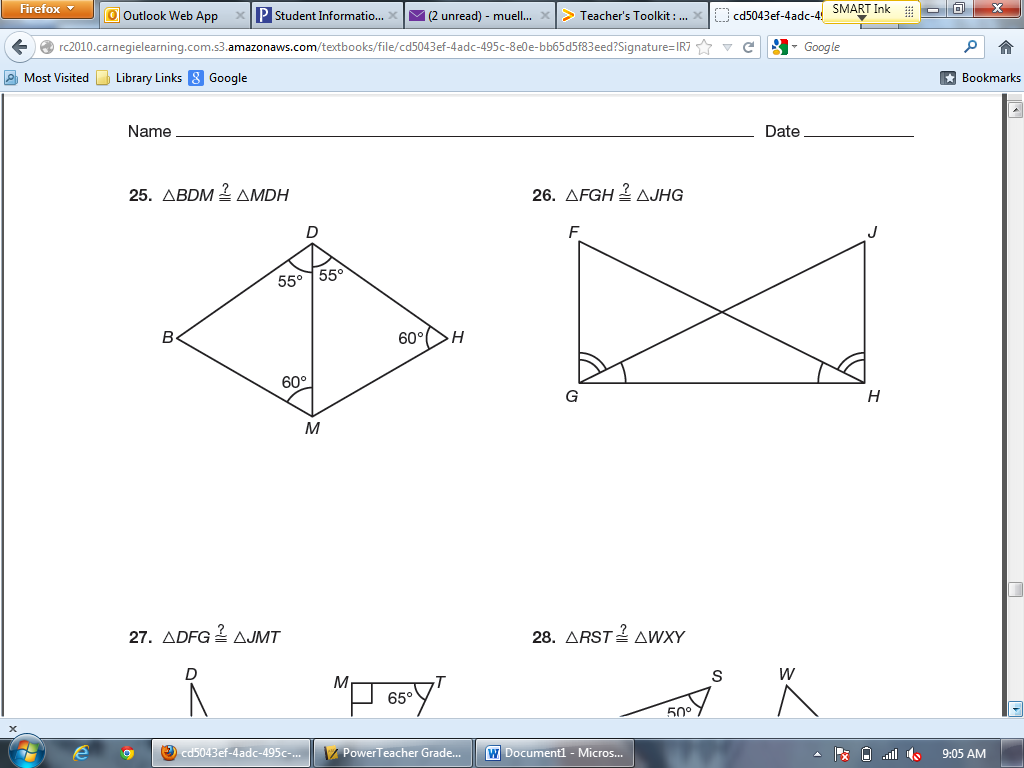 Firefox
Outlook Web App
Student Informatio...
(2 unread) - muell...
Teacher's Toolkit : ...
cd5043ef-4adc-495
SMART Ink
rc2010.carnegielearning.com.s3.amazonaws.com/textbooks/file/cd5043ef-4adc-495c-8e0e-bb65d5f83eed?Signature=IR7
Google
Most Visited
Library Links
Google
Bookmarks
Name
Date
25. △BDM ≟ △MDH
26. △FGH ≟ △JHG
D
F
J
55° 55°
B
60° H
60°
G
H
M
27. △DFG ≟ △JMT
28. △RST ≟ △WXY
D
M
T
S
W
65°
50°
cd5043ef-4adc-495c-...
PowerTeacher Grade...
Document1 - Micros...
9:05 AM